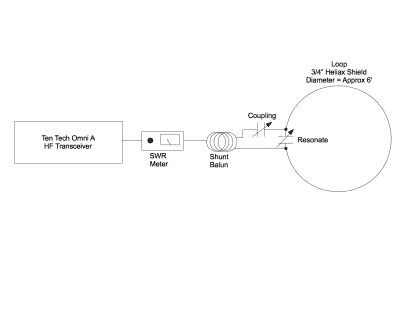 Loop
3/4" Heliax Shield
Diameter = Approx 6'
Coupling
Ten Tech Omni A
HF Transceiver
Resonate
SWR
Meter
Shunt
Balun